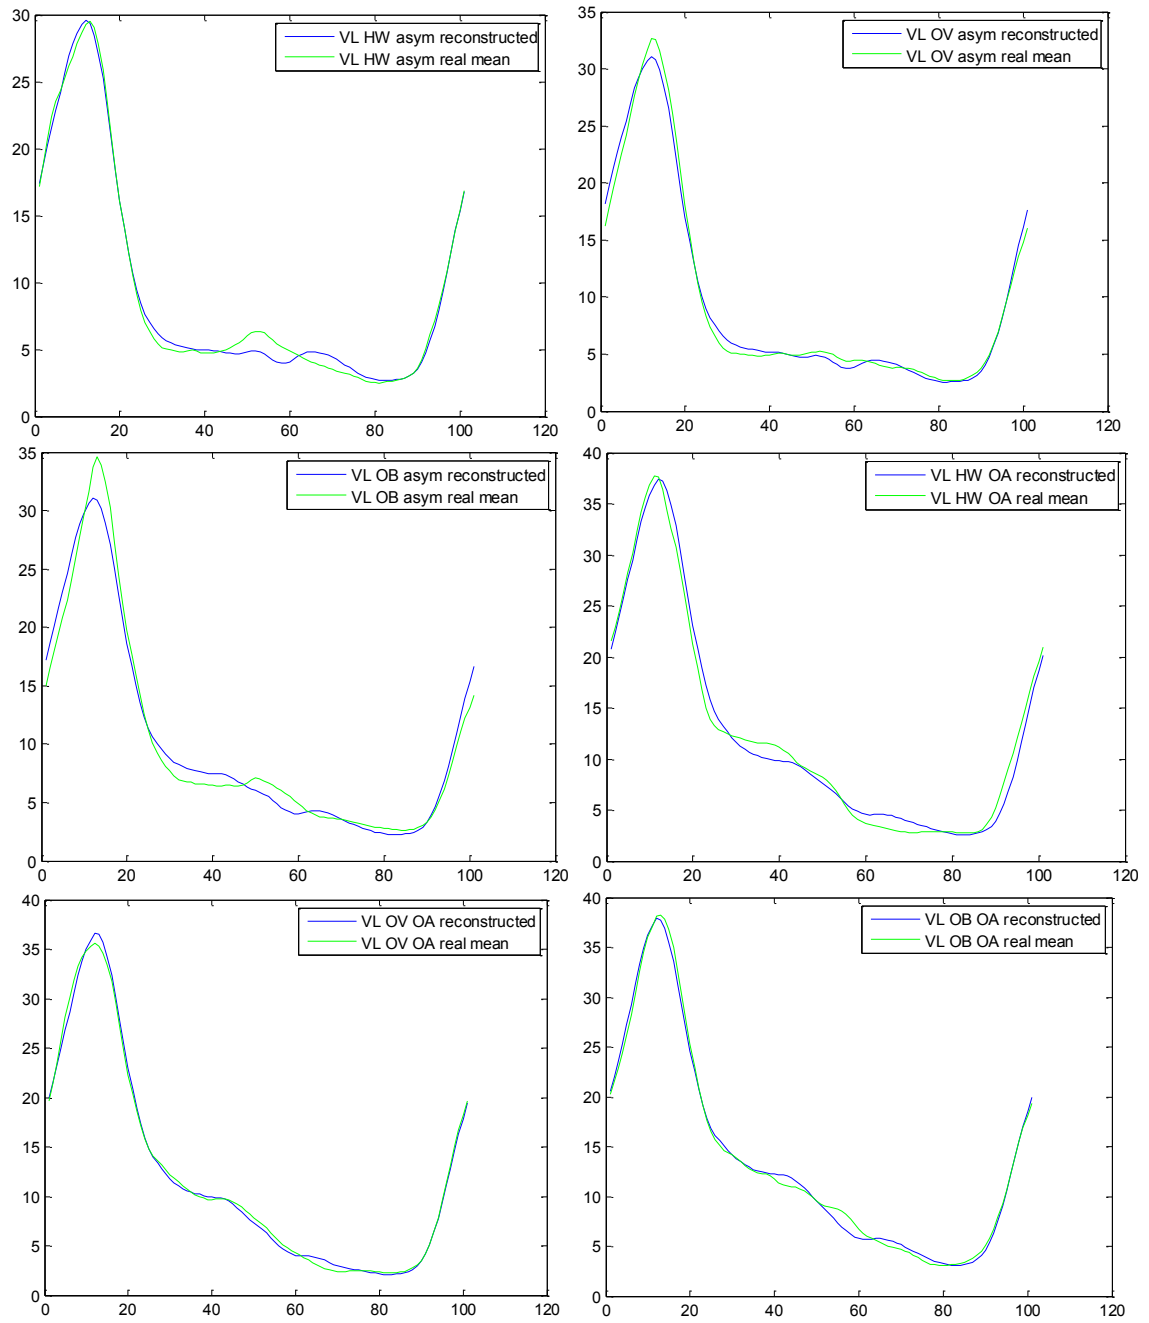 30
25
20
15
10
5
0
0 20 40 60 80 100 120
VL HW asym reconstructed
VL HW asym real mean
35
30
25
20
15
10
5
0
0 20 40 60 80 100 120
VL OV asym reconstructed
VL OV asym real mean
35
30
25
20
15
10
5
0
0 20 40 60 80 100 120
VL OB asym reconstructed
VL OB asym real mean
40
35
30
25
20
15
10
5
0
0 20 40 60 80 100 120
VL HW OA reconstructed
VL HW OA real mean
40
35
30
25
20
15
10
5
0
0 20 40 60 80 100 120
VL OV OA reconstructed
VL OV OA real mean
40
35
30
25
20
15
10
5
0
0 20 40 60 80 100 120
VL OB OA reconstructed
VL OB OA real mean